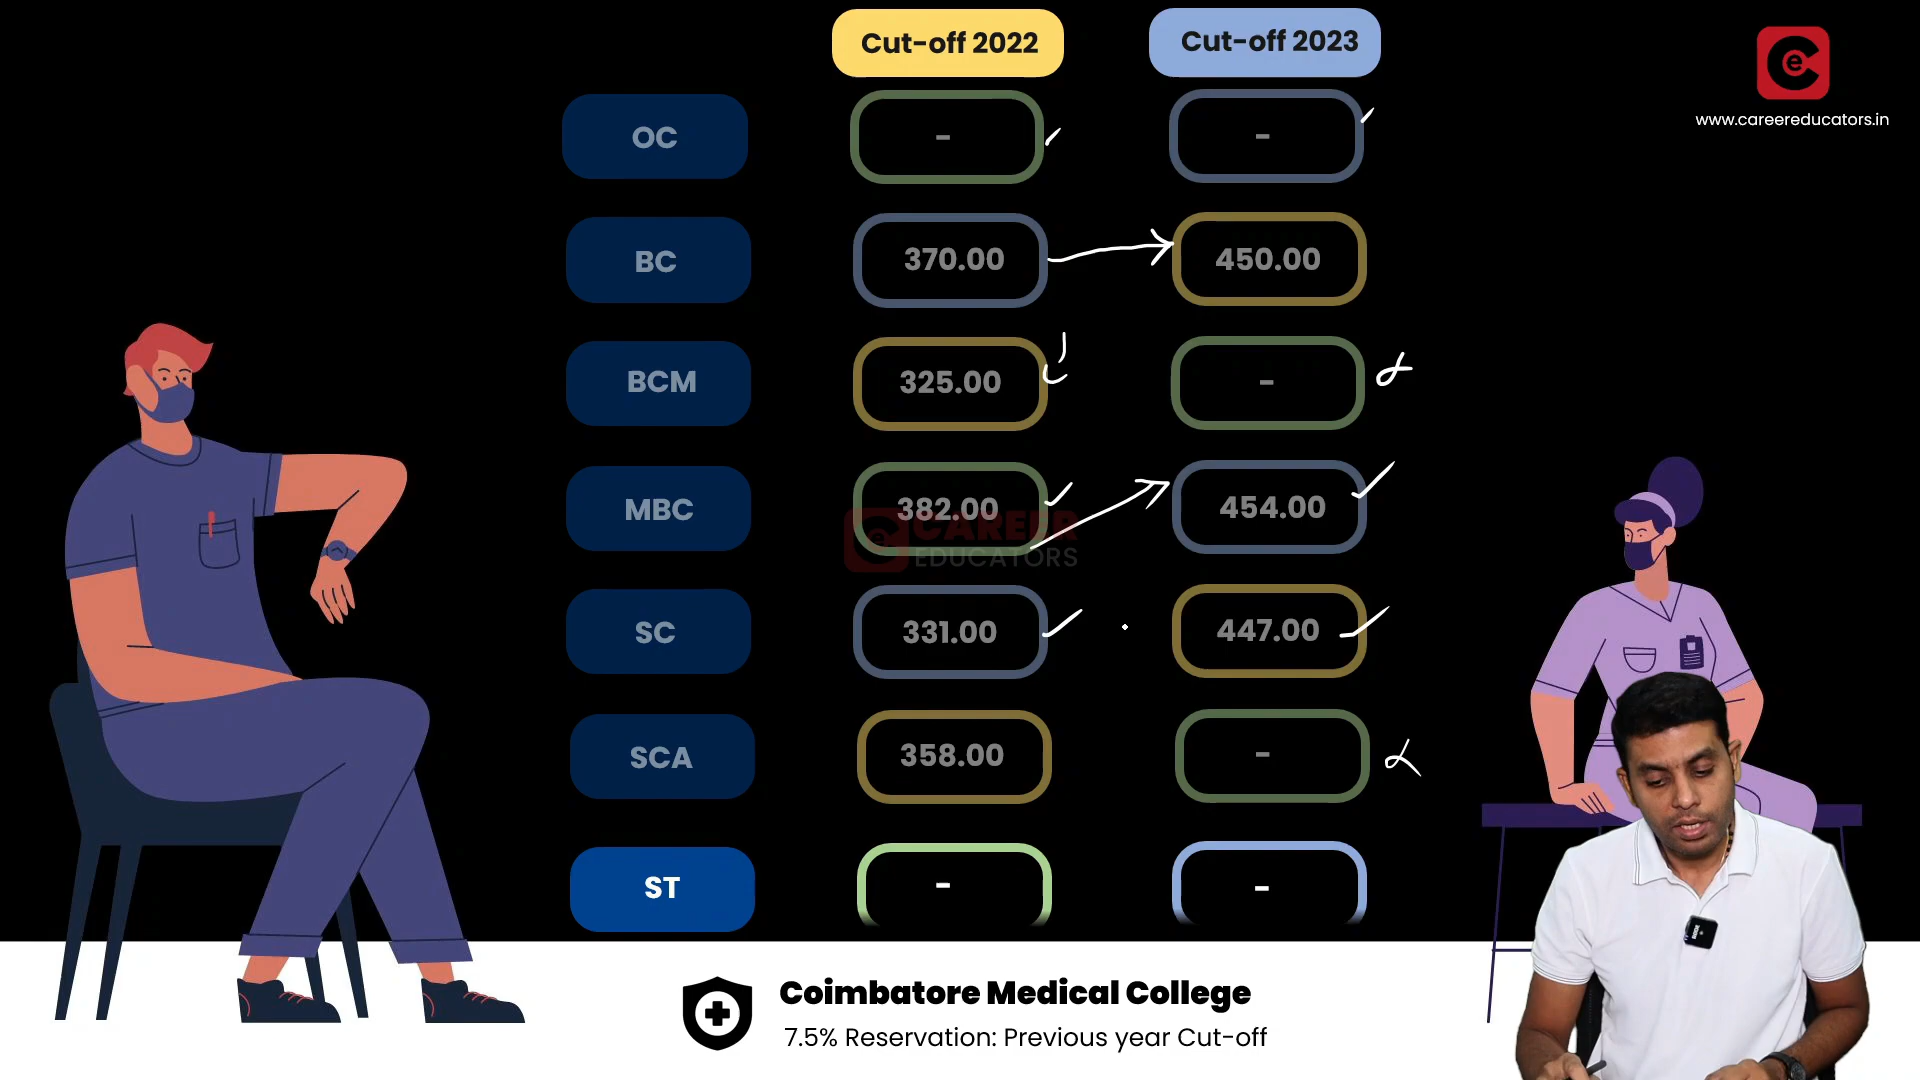 Cut-off 2022 Cut-off 2023
www.careereducators.in
OC - -
BC 370.00 450.00
BCM 325.00 -
MBC 382.00 454.00
CAREER
EDUCATORS
SC 331.00 447.00
SCA 358.00 -
ST - -
Coimbatore Medical College
7.5% Reservation: Previous year Cut-off